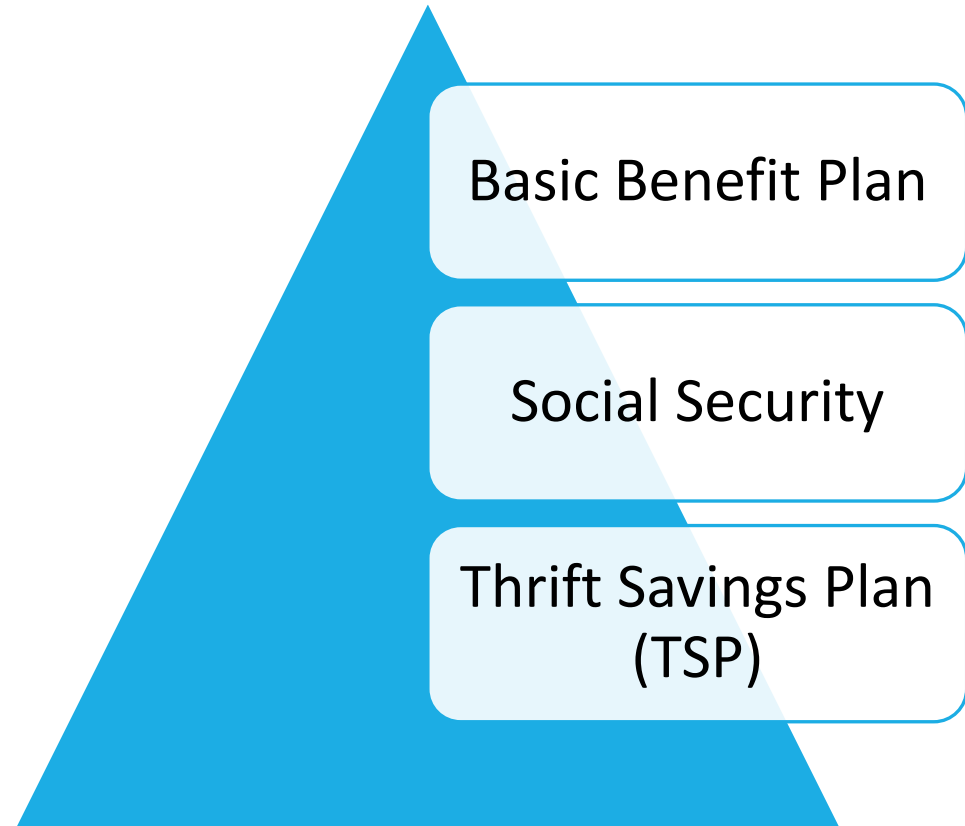 Basic Benefit Plan
Social Security
Thrift Savings Plan
(TSP)